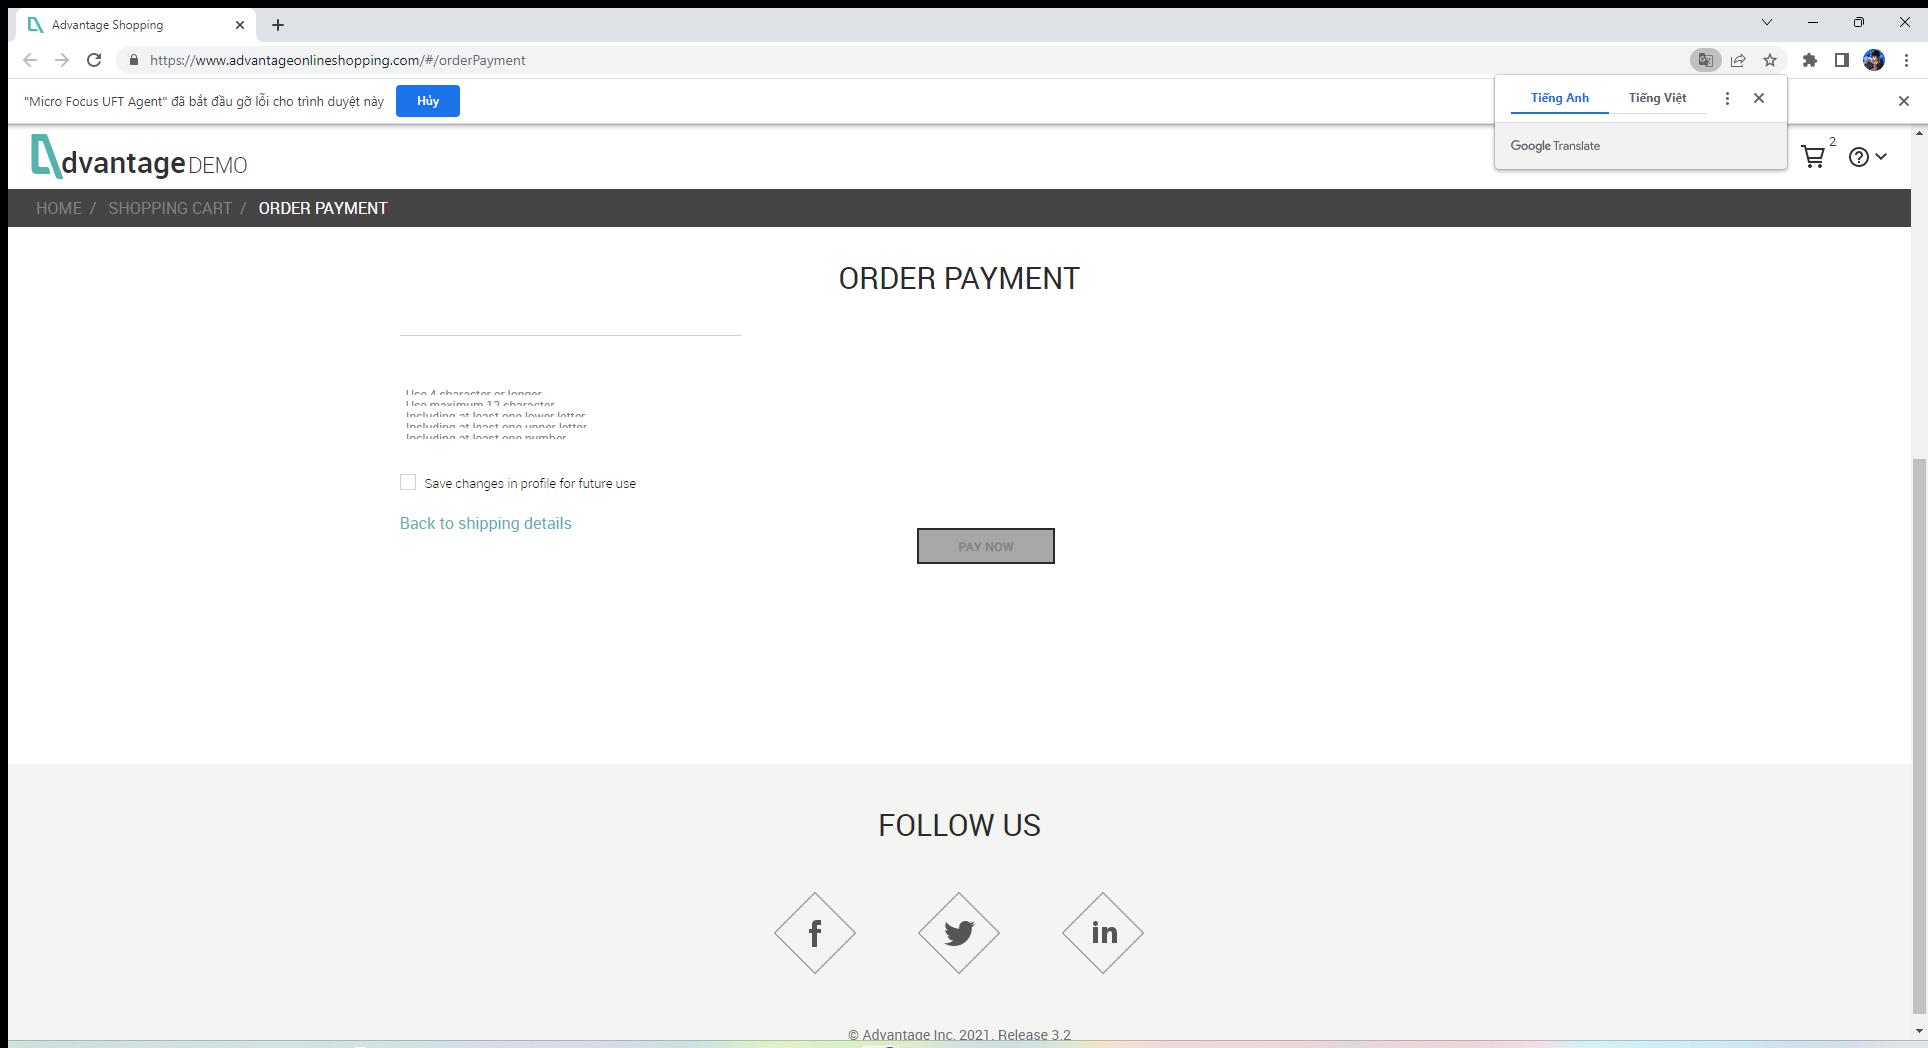 Advantage Shopping
https://www.advantageonlineshopping.com/#/orderPayment
"Micro Focus UFT Agent" đã bắt đầu gỡ lỗi cho trình duyệt này
Hủy
Tiếng Anh
Tiếng Việt
Google Translate
dvantage DEMO
2
HOME / SHOPPING CART / ORDER PAYMENT
ORDER PAYMENT
Use 4 character or longer
Use maximum 12 character
Including at least one lower letter
Including at least one upper letter
Including at least one number
Save changes in profile for future use
Back to shipping details
PAY NOW
FOLLOW US
f
in
© Advantage Inc. 2021. Release 3.2